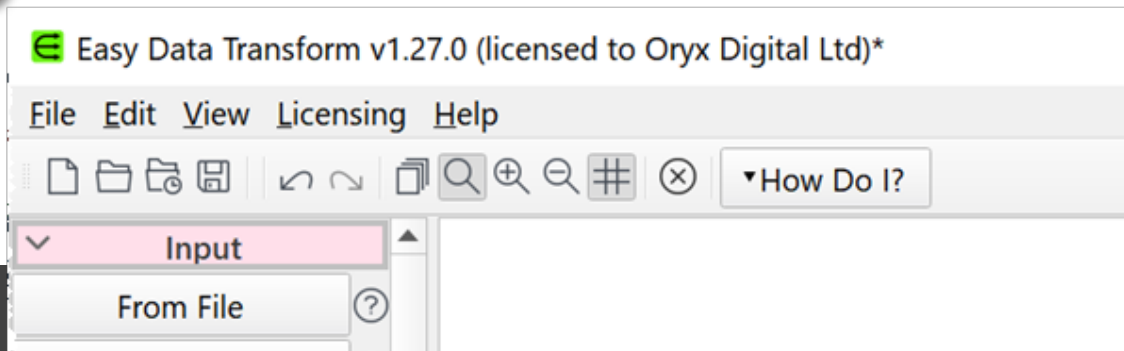 Easy Data Transform v1.27.0 (licensed to Oryx Digital Ltd)*
File Edit View Licensing Help
How Do I?
Input
From File
?